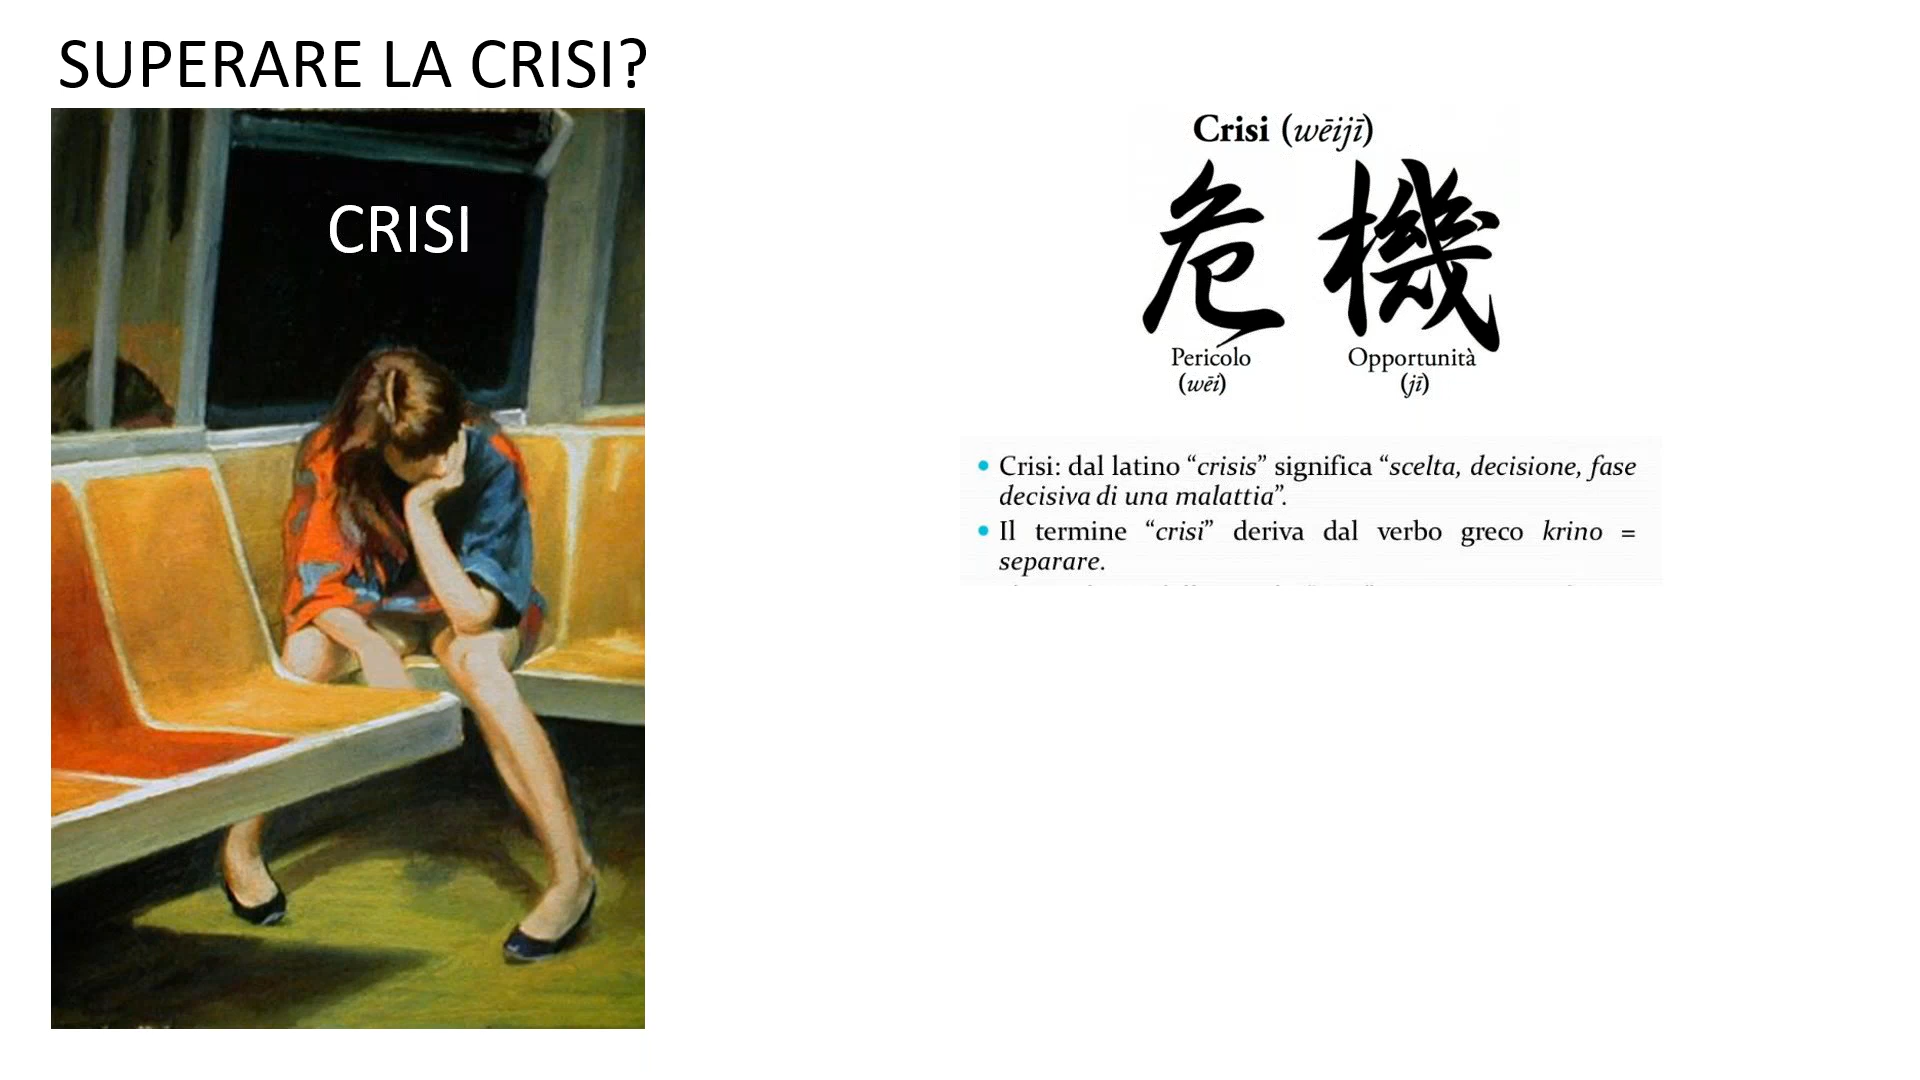 SUPERARE LA CRISI?
CRISI
Crisi (wēijī)
危機
Pericolo
(wēi)
Opportunità
(jī)
• Crisi: dal latino “crisis” significa “scelta, decisione, fase
decisiva di una malattia”.
• Il termine “crisi” deriva dal verbo greco krino =
separare.